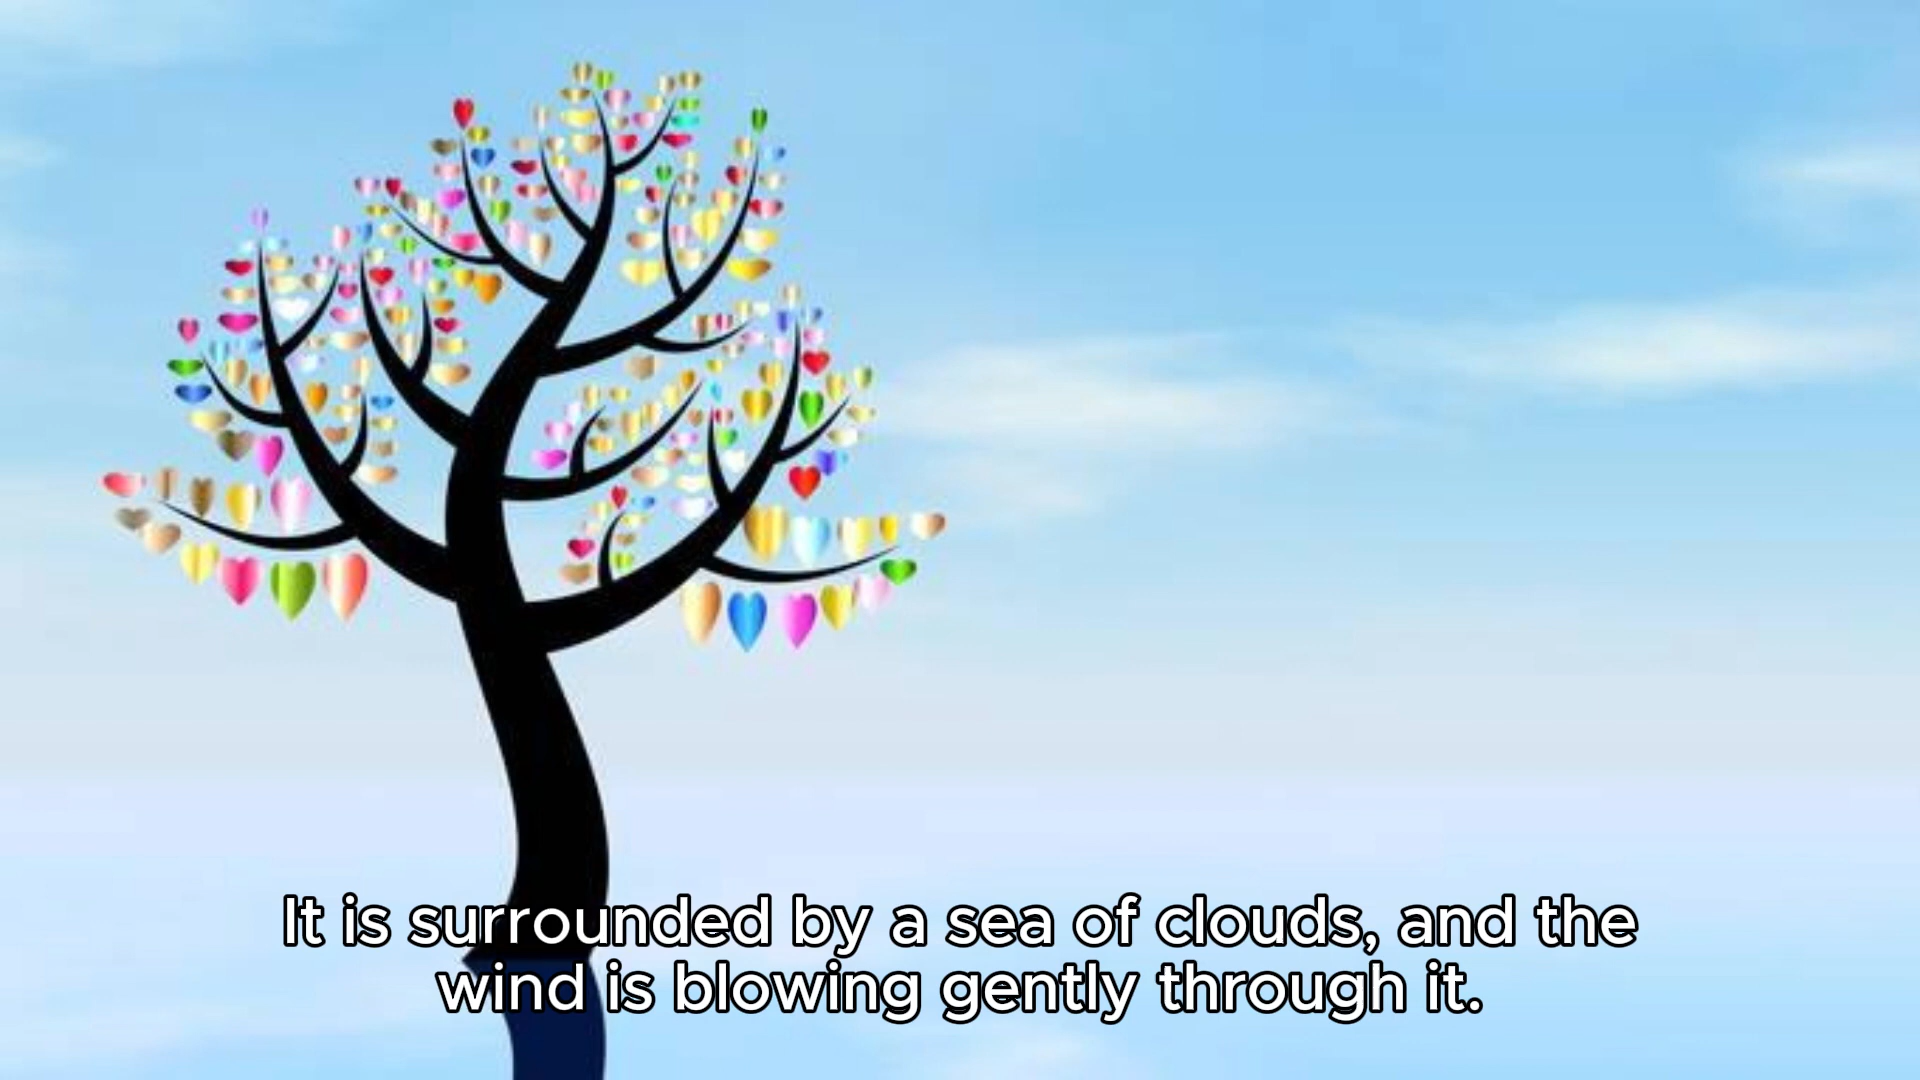 It is surrounded by a sea of clouds, and the
wind is blowing gently through it.